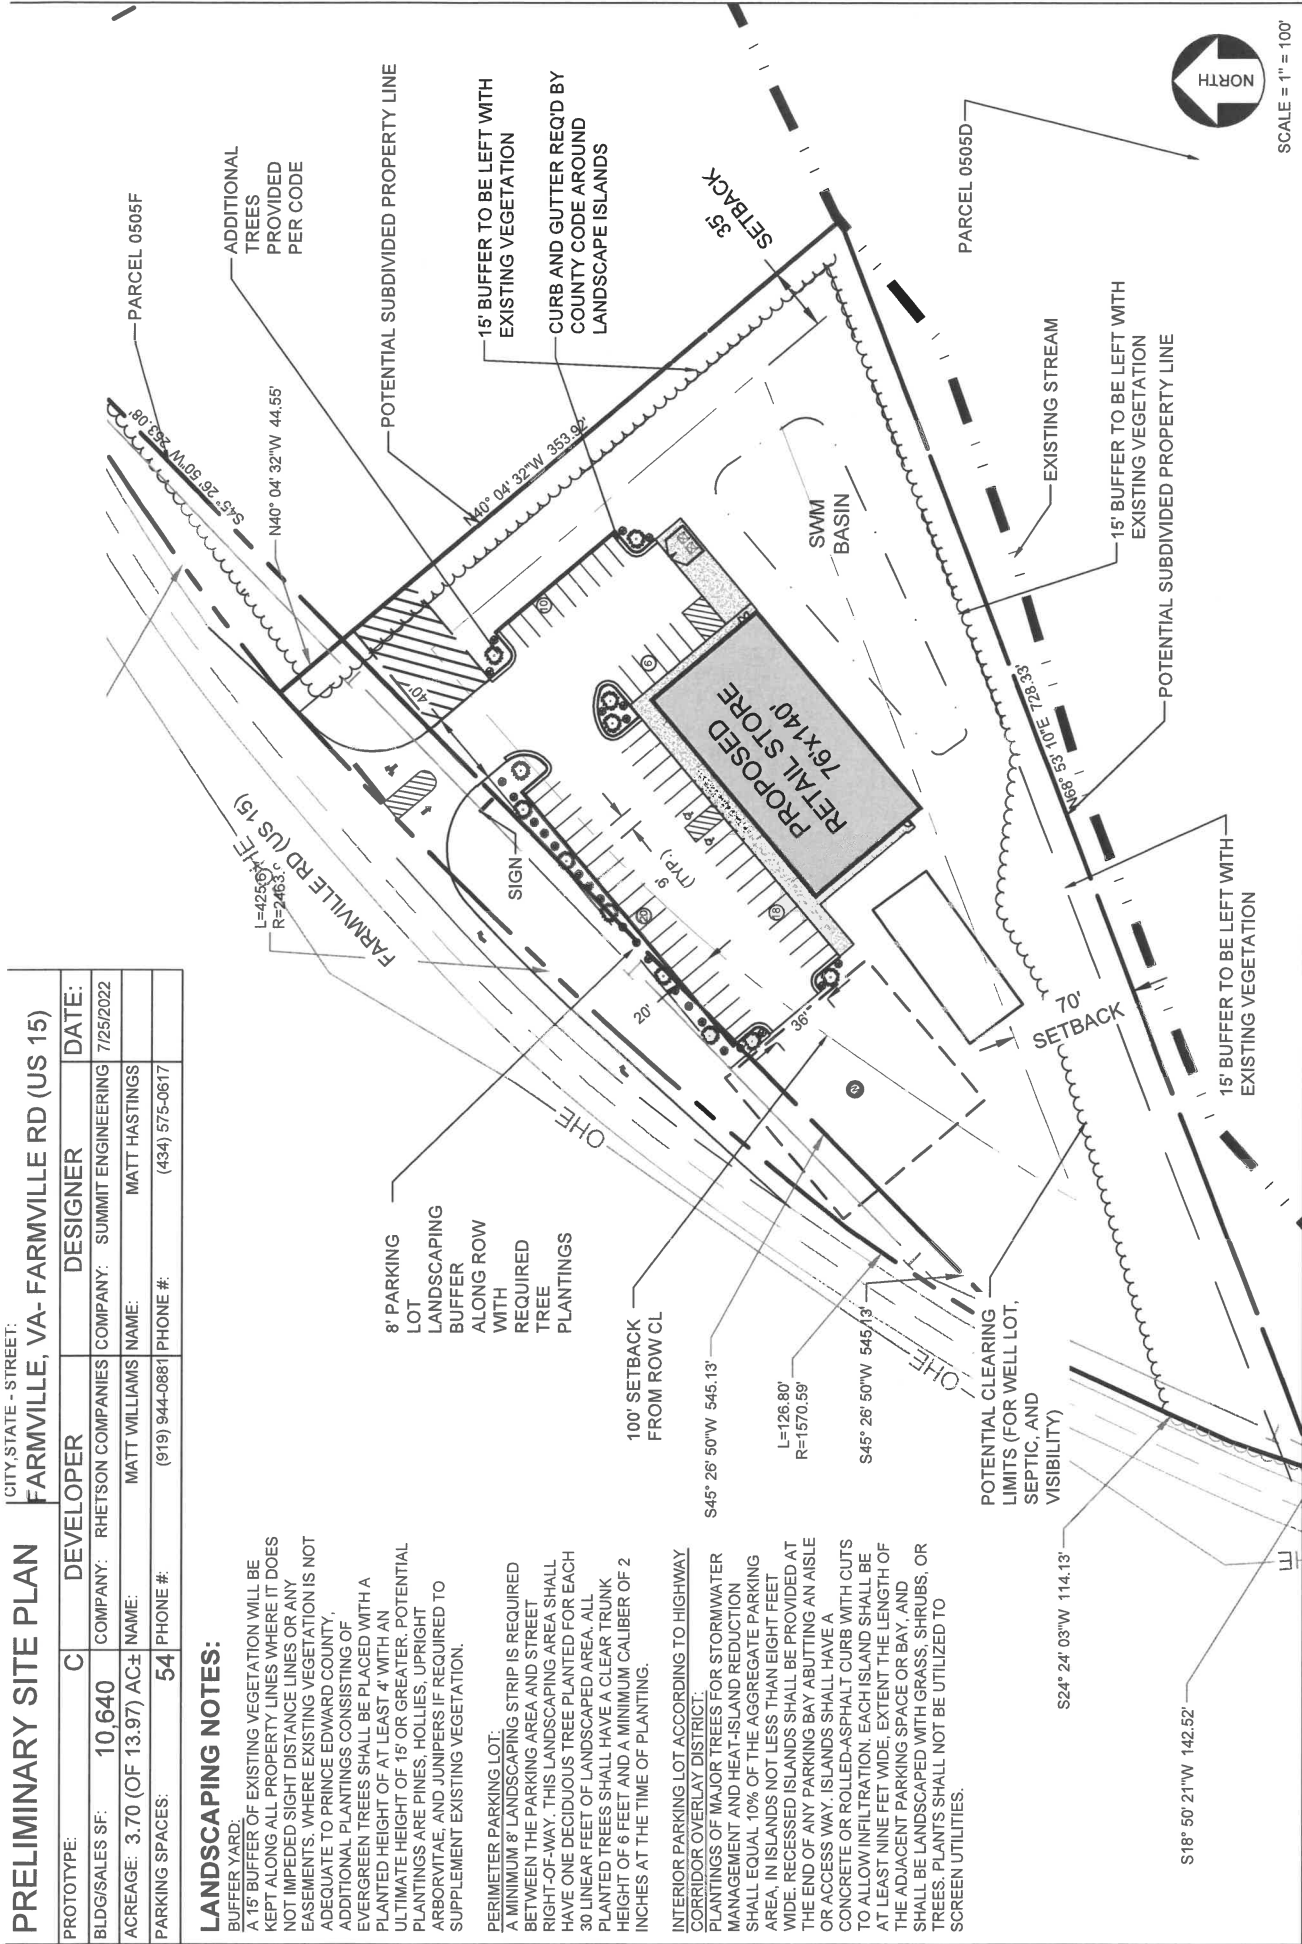 PRELIMINARY SITE PLAN
CITY,STATE - STREET:
FARMVILLE, VA- FARMVILLE RD (US 15)
PROTOTYPE: C DEVELOPER DESIGNER DATE:
BLDG/SALES SF: 10,640 COMPANY: RHETSON COMPANIES COMPANY: SUMMIT ENGINEERING 7/25/2022
ACREAGE: 3.70 (OF 13.97) AC± NAME: MATT WILLIAMS NAME: MATT HASTINGS
PARKING SPACES: 54 PHONE #: (919) 944-0881 PHONE #: (434) 575-0617
LANDSCAPING NOTES:
BUFFER YARD:
A 15' BUFFER OF EXISTING VEGETATION WILL BE
KEPT ALONG ALL PROPERTY LINES WHERE IT DOES
NOT IMPEDED SIGHT DISTANCE LINES OR ANY
EASEMENTS. WHERE EXISTING VEGETATION IS NOT
ADEQUATE TO PRINCE EDWARD COUNTY,
ADDITIONAL PLANTINGS CONSISTING OF
EVERGREEN TREES SHALL BE PLACED WITH A
PLANTED HEIGHT OF AT LEAST 4' WITH AN
ULTIMATE HEIGHT OF 15' OR GREATER. POTENTIAL
PLANTINGS ARE PINES, HOLLIES, UPRIGHT
ARBORVITAE, AND JUNIPERS IF REQUIRED TO
SUPPLEMENT EXISTING VEGETATION.
PERIMETER PARKING LOT:
A MINIMUM 8' LANDSCAPING STRIP IS REQUIRED
BETWEEN THE PARKING AREA AND STREET
RIGHT-OF-WAY. THIS LANDSCAPING AREA SHALL
HAVE ONE DECIDUOUS TREE PLANTED FOR EACH
30 LINEAR FEET OF LANDSCAPED AREA. ALL
PLANTED TREES SHALL HAVE A CLEAR TRUNK
HEIGHT OF 6 FEET AND A MINIMUM CALIBER OF 2
INCHES AT THE TIME OF PLANTING.
INTERIOR PARKING LOT ACCORDING TO HIGHWAY
CORRIDOR OVERLAY DISTRICT:
PLANTINGS OF MAJOR TREES FOR STORMWATER
MANAGEMENT AND HEAT-ISLAND REDUCTION
SHALL EQUAL 10% OF THE AGGREGATE PARKING
AREA, IN ISLANDS NOT LESS THAN EIGHT FEET
WIDE. RECESSED ISLANDS SHALL BE PROVIDED AT
THE END OF ANY PARKING BAY ABUTTING AN AISLE
OR ACCESS WAY. ISLANDS SHALL HAVE A
CONCRETE OR ROLLED-ASPHALT CURB WITH CUTS
TO ALLOW INFILTRATION. EACH ISLAND SHALL BE
AT LEAST NINE FET WIDE, EXTENT THE LENGTH OF
THE ADJACENT PARKING SPACE OR BAY, AND
SHALL BE LANDSCAPED WITH GRASS, SHRUBS, OR
TREES. PLANTS SHALL NOT BE UTILIZED TO
SCREEN UTILITIES.
PARCEL 0505F
ADDITIONAL
TREES
PROVIDED
PER CODE
S45° 26' 50"W 253.08'
N40° 04' 32"W 44.55'
POTENTIAL SUBDIVIDED PROPERTY LINE
N40° 04' 32"W 353.92'
15' BUFFER TO BE LEFT WITH
EXISTING VEGETATION
CURB AND GUTTER REQ'D BY
COUNTY CODE AROUND
LANDSCAPE ISLANDS
35'
SETBACK
OHE
FARMVILLE RD (US 15)
40'
SIGN
10
6
9'
(TYP.)
20
18
20'
36'
2
PROPOSED
RETAIL STORE
76'x140'
SWM
BASIN
8' PARKING
LOT
LANDSCAPING
BUFFER
ALONG ROW
WITH
REQUIRED
TREE
PLANTINGS
OHE
100' SETBACK
FROM ROW CL
S45° 26' 50"W 545.13'
L=126.80'
R=1570.59'
S45° 26' 50"W 545.13'
OHE
POTENTIAL CLEARING
LIMITS (FOR WELL LOT,
SEPTIC, AND
VISIBILITY)
70'
SETBACK
S24° 24' 03"W 114.13'
S18° 50' 21"W 142.52'
15' BUFFER TO BE LEFT WITH
EXISTING VEGETATION
N68° 53' 10"E 728.33'
POTENTIAL SUBDIVIDED PROPERTY LINE
15' BUFFER TO BE LEFT WITH
EXISTING VEGETATION
EXISTING STREAM
PARCEL 0505D
NORTH
SCALE = 1" = 100'